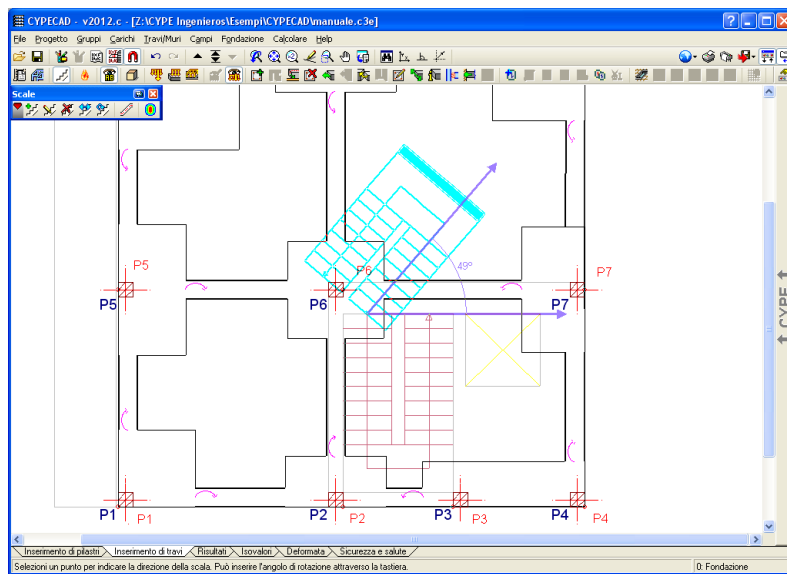 CYPECAD - v2012.c - [Z:\CYPE Ingenieros\Esempi\CYPECAD\manuale.c3e]
File Progetto Gruppi Carichi Travi/Muri Campi Fondazione Calcolare Help
Scale
P5
P6
P7
P5
P6
P7
49º
P1
P1
P2
P2
P3
P3
P4
P4
CYPE
Inserimento di pilastri Inserimento di travi Risultati Isovalori Deformata Sicurezza e salute
Selezioni un punto per indicare la direzione della scala. Può inserire l'angolo di rotazione attraverso la tastiera. 0: Fondazione